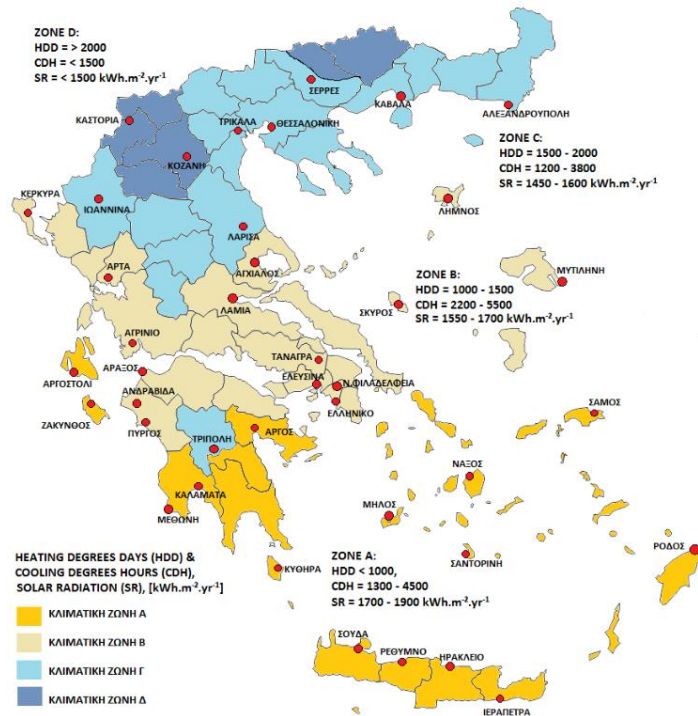 ZONE D:
HDD = > 2000
CDH = < 1500
SR = < 1500 kWh.m⁻².yr⁻¹
ΣΕΡΡΕΣ
ΚΑΒΑΛΑ
ΑΛΕΞΑΝΔΡΟΥΠΟΛΗ
ΚΑΣΤΟΡΙΑ
ΤΡΙΚΑΛΑ
ΘΕΣΣΑΛΟΝΙΚΗ
ΚΟΖΑΝΗ
ZONE C:
HDD = 1500 - 2000
CDH = 1200 - 3800
SR = 1450 - 1600 kWh.m⁻².yr⁻¹
ΚΕΡΚΥΡΑ
ΙΩΑΝΝΙΝΑ
ΛΗΜΝΟΣ
ΛΑΡΙΣΑ
ΑΡΤΑ
ΑΓΧΙΑΛΟΣ
ZONE B:
HDD = 1000 - 1500
CDH = 2200 - 5500
SR = 1550 - 1700 kWh.m⁻².yr⁻¹
ΜΥΤΙΛΗΝΗ
ΣΚΥΡΟΣ
ΛΑΜΙΑ
ΑΓΡΙΝΙΟ
ΤΑΝΑΓΡΑ
ΑΡΑΞΟΣ
ΕΛΕΥΣΙΝΑ
Ν.ΦΙΛΑΔΕΛΦΕΙΑ
ΑΡΓΟΣΤΟΛΙ
ΑΝΔΡΑΒΙΔΑ
ΕΛΛΗΝΙΚΟ
ΖΑΚΥΝΘΟΣ
ΠΥΡΓΟΣ
ΑΡΓΟΣ
ΣΑΜΟΣ
ΤΡΙΠΟΛΗ
ΝΑΞΟΣ
ΚΑΛΑΜΑΤΑ
ΜΗΛΟΣ
ΜΕΘΩΝΗ
ΡΟΔΟΣ
ΣΑΝΤΟΡΙΝΗ
ΚΥΘΗΡΑ
HEATING DEGREES DAYS (HDD) &
COOLING DEGREES HOURS (CDH),
SOLAR RADIATION (SR), [kWh.m⁻².yr⁻¹]
ZONE A:
HDD < 1000,
CDH = 1300 - 4500
SR = 1700 - 1900 kWh.m⁻².yr⁻¹
ΚΛΙΜΑΤΙΚΗ ΖΩΝΗ Α
ΚΛΙΜΑΤΙΚΗ ΖΩΝΗ Β
ΚΛΙΜΑΤΙΚΗ ΖΩΝΗ Γ
ΚΛΙΜΑΤΙΚΗ ΖΩΝΗ Δ
ΣΟΥΔΑ
ΡΕΘΥΜΝΟ
ΗΡΑΚΛΕΙΟ
ΙΕΡΑΠΕΤΡΑ